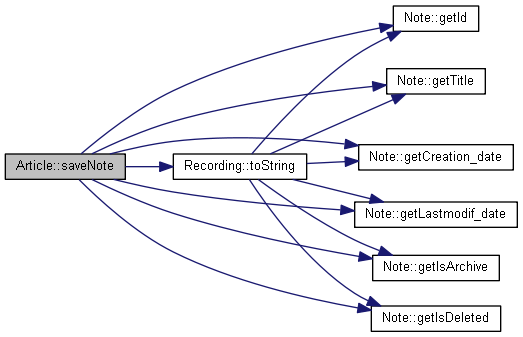 Note::getId
Note::getTitle
Note::getCreation_date
Article::saveNote
Recording::toString
Note::getLastmodif_date
Note::getIsArchive
Note::getIsDeleted